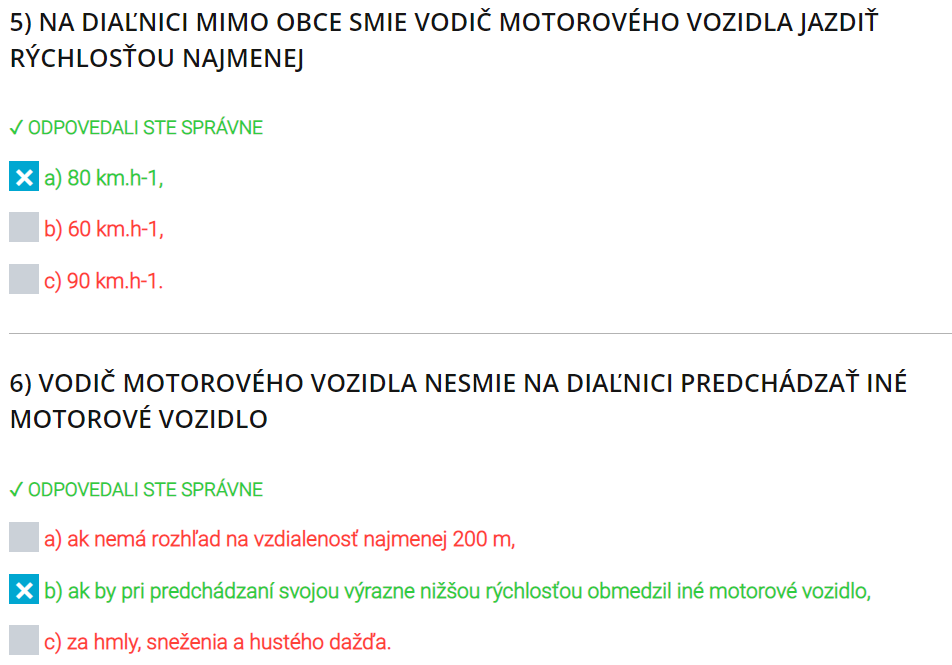 5) NA DIAĽNICI MIMO OBCE SMIE VODIČ MOTOROVÉHO VOZIDLA JAZDIŤ
RÝCHLOSŤOU NAJMENEJ
✓ ODPOVEDALI STE SPRÁVNE
a) 80 km.h-1,
b) 60 km.h-1,
c) 90 km.h-1.
6) VODIČ MOTOROVÉHO VOZIDLA NESMIE NA DIAĽNICI PREDCHÁDZAŤ INÉ
MOTOROVÉ VOZIDLO
✓ ODPOVEDALI STE SPRÁVNE
a) ak nemá rozhľad na vzdialenosť najmenej 200 m,
b) ak by pri predchádzaní svojou výrazne nižšou rýchlosťou obmedzil iné motorové vozidlo,
c) za hmly, sneženia a hustého dažďa.